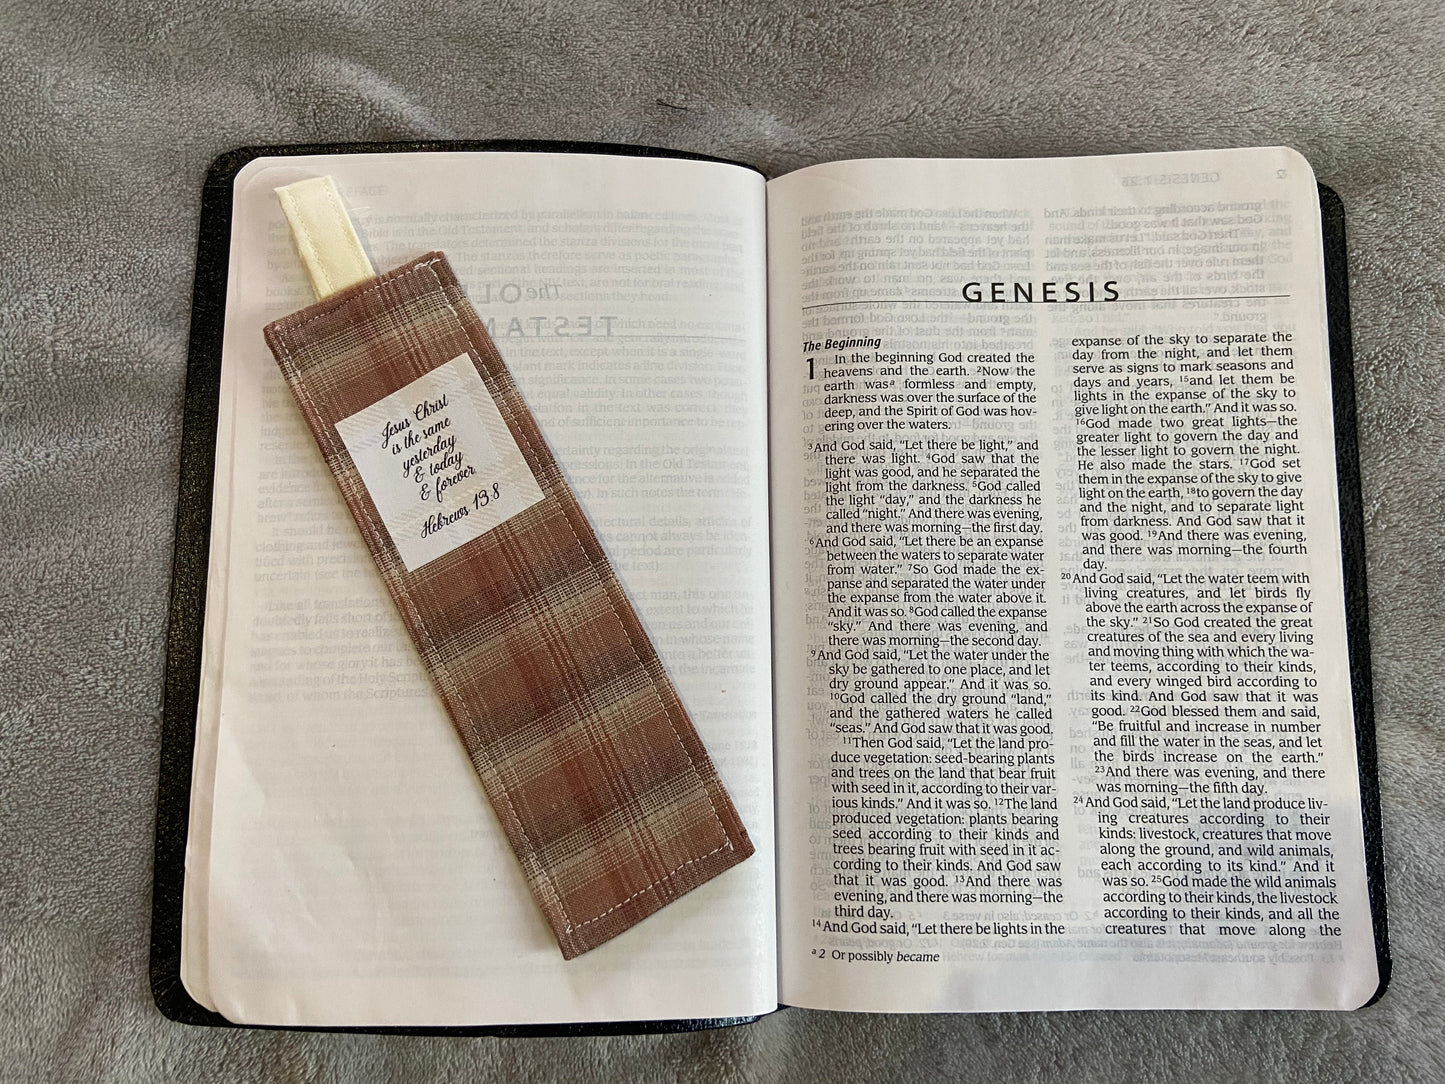 Jesus Christ
is the same
yesterday
& today
& forever
Hebrews 13:8
GENESIS
The Beginning
1 In the beginning God created the
heavens and the earth. 2Now the
earth was a formless and empty,
darkness was over the surface of the
deep, and the Spirit of God was hov-
ering over the waters.
3And God said, “Let there be light,” and
there was light. 4God saw that the
light was good, and he separated the
light from the darkness. 5God called
the light “day,” and the darkness he
called “night.” And there was evening,
and there was morning—the first day.
6And God said, “Let there be an expanse
between the waters to separate water
from water.” 7So God made the ex-
panse and separated the water under
the expanse from the water above it.
And it was so. 8God called the expanse
“sky.” And there was evening, and
there was morning—the second day.
9And God said, “Let the water under the
sky be gathered to one place, and let
dry ground appear.” And it was so.
10God called the dry ground “land,”
and the gathered waters he called
“seas.” And God saw that it was good.
11Then God said, “Let the land pro-
duce vegetation: seed-bearing plants
and trees on the land that bear fruit
with seed in it, according to their var-
ious kinds.” And it was so. 12The land
produced vegetation: plants bearing
seed according to their kinds and
trees bearing fruit with seed in it ac-
cording to their kinds. And God saw
that it was good. 13And there was
evening, and there was morning—the
third day.
14And God said, “Let there be lights in the
a 2 Or possibly became
expanse of the sky to separate the
day from the night, and let them
serve as signs to mark seasons and
days and years, 15and let them be
lights in the expanse of the sky to
give light on the earth.” And it was so.
16God made two great lights—the
greater light to govern the day and
the lesser light to govern the night.
He also made the stars. 17God set
them in the expanse of the sky to give
light on the earth, 18to govern the day
and the night, and to separate light
from darkness. And God saw that it
was good. 19And there was evening,
and there was morning—the fourth
day.
20And God said, “Let the water teem with
living creatures, and let birds fly
above the earth across the expanse of
the sky.” 21So God created the great
creatures of the sea and every living
and moving thing with which the wa-
ter teems, according to their kinds,
and every winged bird according to
its kind. And God saw that it was
good. 22God blessed them and said,
“Be fruitful and increase in number
and fill the water in the seas, and let
the birds increase on the earth.”
23And there was evening, and there
was morning—the fifth day.
24And God said, “Let the land produce liv-
ing creatures according to their
kinds: livestock, creatures that move
along the ground, and wild animals,
each according to its kind.” And it
was so. 25God made the wild animals
according to their kinds, the livestock
according to their kinds, and all the
creatures that move along the